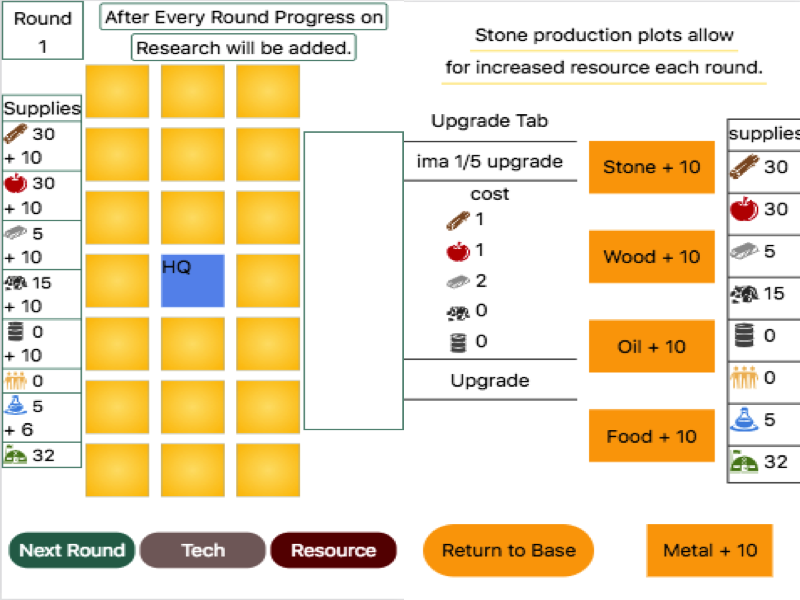 Round
1
After Every Round Progress on
Research will be added.
Supplies
30
+ 10
30
+ 10
5
+ 10
15
+ 10
0
+ 10
0
5
+ 6
32
HQ
Next Round
Tech
Resource
Stone production plots allow
for increased resource each round.
Upgrade Tab
ima 1/5 upgrade
cost
1
1
2
0
0
Upgrade
Stone + 10
Wood + 10
Oil + 10
Food + 10
Return to Base
Metal + 10
supplies
30
30
5
15
0
0
5
32